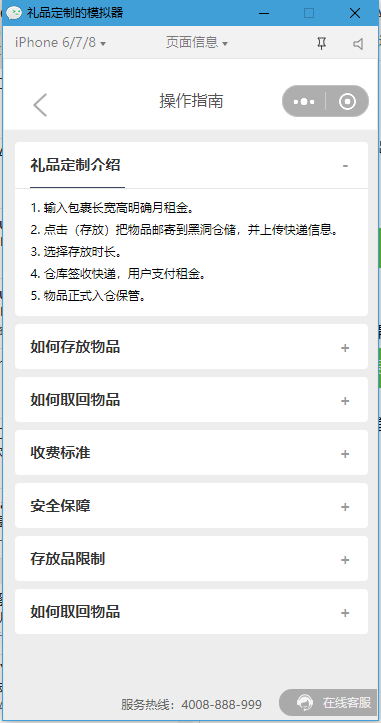 礼品定制的模拟器
iPhone 6/7/8
页面信息
操作指南
礼品定制介绍
-
1. 输入包裹长宽高明确月租金。
2. 点击（存放）把物品邮寄到黑洞仓储，并上传快递信息。
3. 选择存放时长。
4. 仓库签收快递，用户支付租金。
5. 物品正式入仓保管。
如何存放物品 +
如何取回物品 +
收费标准 +
安全保障 +
存放品限制 +
如何取回物品 +
服务热线：4008-888-999
在线客服